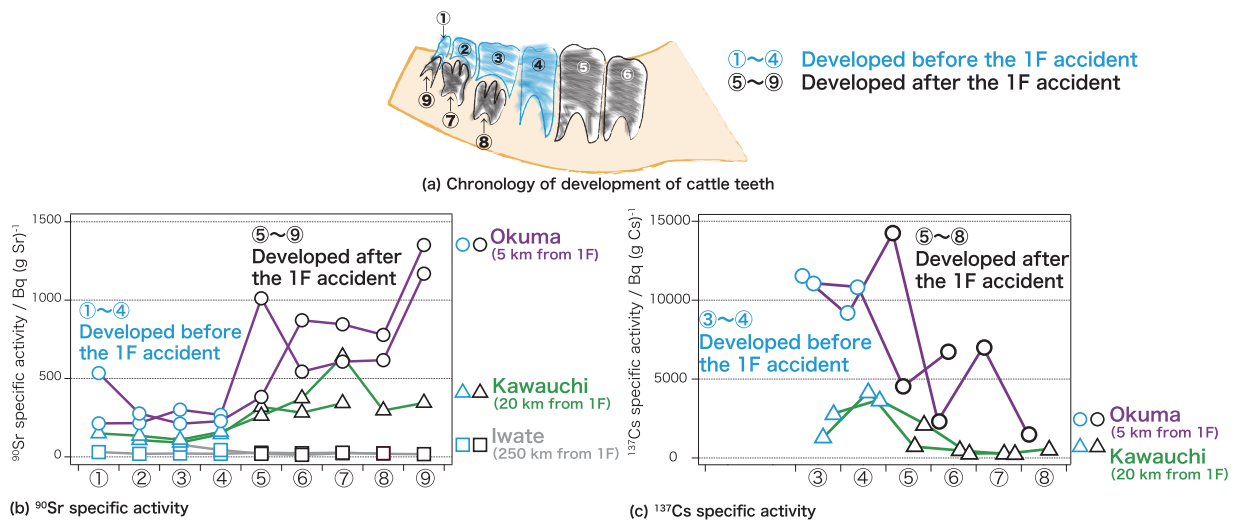 ①
②
③
④
⑤
⑥
⑨
⑦
⑧
①〜④ Developed before the 1F accident
⑤〜⑨ Developed after the 1F accident
(a) Chronology of development of cattle teeth
⁹⁰Sr specific activity / Bq (g Sr)⁻¹
1500
1000
500
0
①〜④
Developed before
the 1F accident
⑤〜⑨
Developed after
the 1F accident
Okuma
(5 km from 1F)
Kawauchi
(20 km from 1F)
Iwate
(250 km from 1F)
① ② ③ ④ ⑤ ⑥ ⑦ ⑧ ⑨
(b) ⁹⁰Sr specific activity
¹³⁷Cs specific activity / Bq (g Cs)⁻¹
15000
10000
5000
0
③〜④
Developed before
the 1F accident
⑤〜⑧
Developed after
the 1F accident
Okuma
(5 km from 1F)
Kawauchi
(20 km from 1F)
③ ④ ⑤ ⑥ ⑦ ⑧
(c) ¹³⁷Cs specific activity